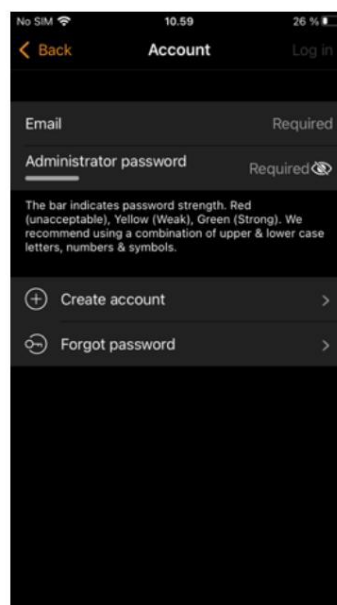 No SIM 10.59 26 %
Back Account Log in
Email Required
Administrator password Required
The bar indicates password strength. Red
(unacceptable), Yellow (Weak), Green (Strong). We
recommend using a combination of upper & lower case
letters, numbers & symbols.
Create account
Forgot password